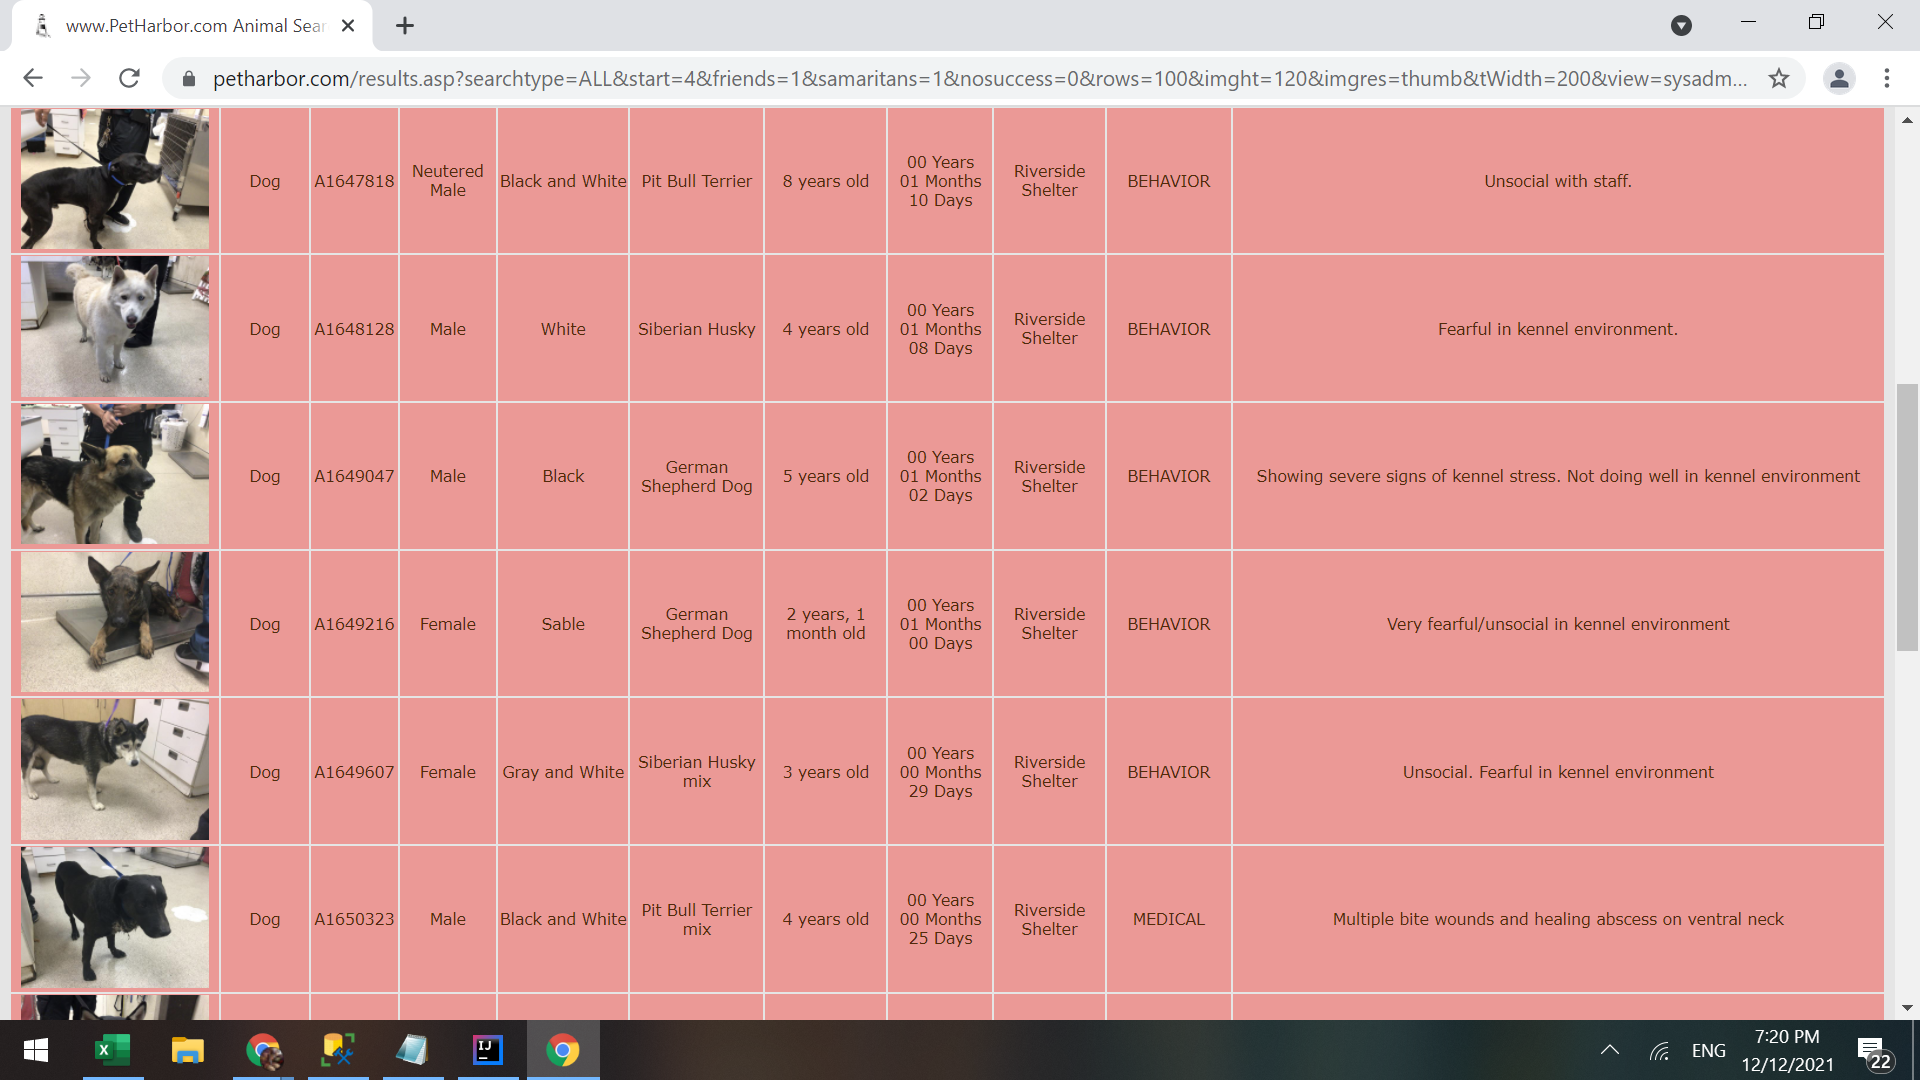 www.PetHarbor.com Animal Sear
petharbor.com/results.asp?searchtype=ALL&start=4&friends=1&samaritans=1&nosuccess=0&rows=100&imght=120&imgres=thumb&tWidth=200&view=sysadm...
Dog
A1647818
Neutered
Male
Black and White
Pit Bull Terrier
8 years old
00 Years
01 Months
10 Days
Riverside
Shelter
BEHAVIOR
Unsocial with staff.
Dog
A1648128
Male
White
Siberian Husky
4 years old
00 Years
01 Months
08 Days
Riverside
Shelter
BEHAVIOR
Fearful in kennel environment.
Dog
A1649047
Male
Black
German
Shepherd Dog
5 years old
00 Years
01 Months
02 Days
Riverside
Shelter
BEHAVIOR
Showing severe signs of kennel stress. Not doing well in kennel environment
Dog
A1649216
Female
Sable
German
Shepherd Dog
2 years, 1
month old
00 Years
01 Months
00 Days
Riverside
Shelter
BEHAVIOR
Very fearful/unsocial in kennel environment
Dog
A1649607
Female
Gray and White
Siberian Husky
mix
3 years old
00 Years
00 Months
29 Days
Riverside
Shelter
BEHAVIOR
Unsocial. Fearful in kennel environment
Dog
A1650323
Male
Black and White
Pit Bull Terrier
mix
4 years old
00 Years
00 Months
25 Days
Riverside
Shelter
MEDICAL
Multiple bite wounds and healing abscess on ventral neck
X
IJ
ENG
7:20 PM
12/12/2021
22